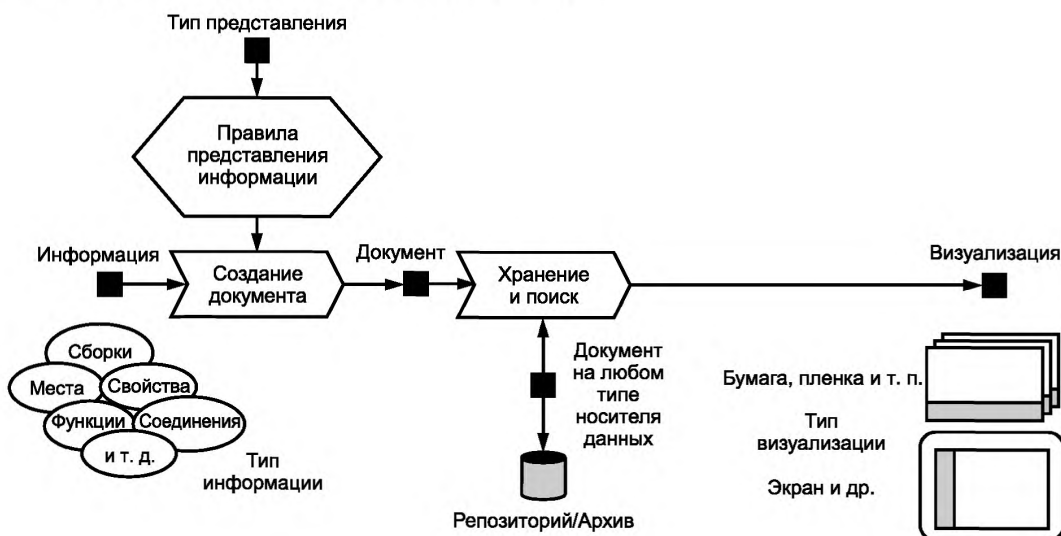 Тип представления
Правила
представления
информации
Информация
Создание
документа
Документ
Хранение
и поиск
Визуализация
Сборки
Места
Свойства
Функции
Соединения
и т. д.
Тип
информации
Документ
на любом
типе
носителя
данных
Репозиторий/Архив
Бумага, пленка и т. п.
Тип
визуализации
Экран и др.